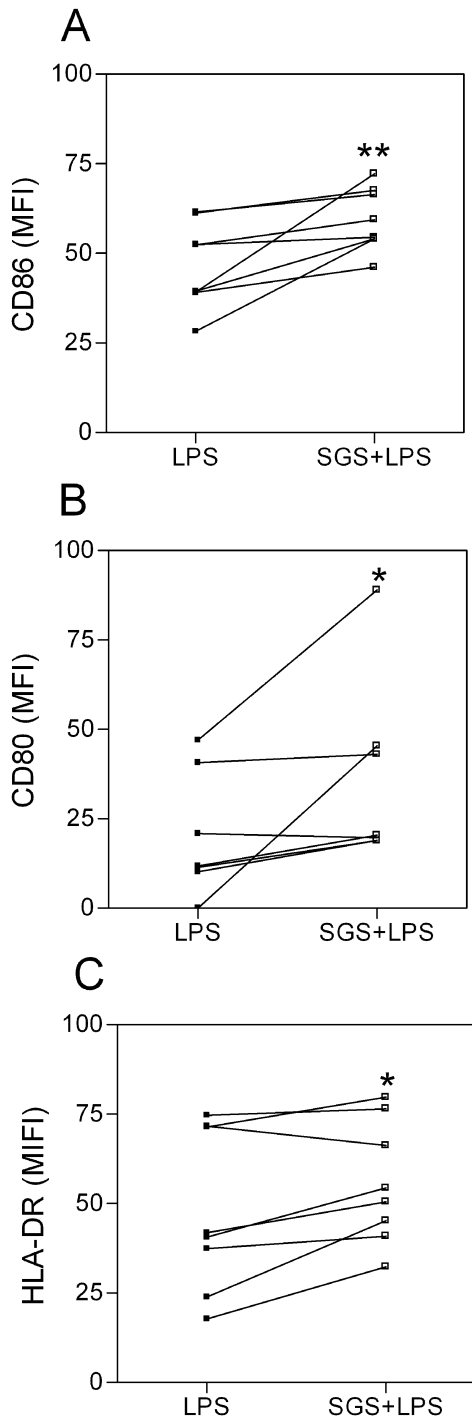 A
100
75
50
25
0
CD86 (MFI)
**
LPS SGS+LPS
B
100
75
50
25
0
CD80 (MFI)
*
LPS SGS+LPS
C
100
75
50
25
0
HLA-DR (MIFI)
*
LPS SGS+LPS